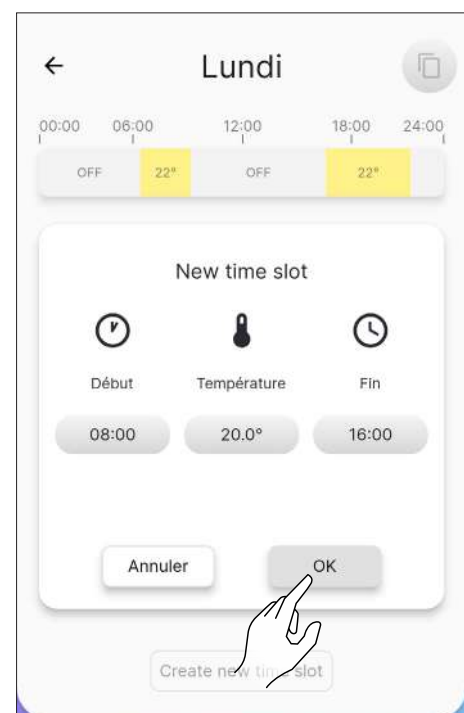 Lundi
00:00 06:00 12:00 18:00 24:00
OFF 22° OFF 22°
New time slot
Début Température Fin
08:00 20.0° 16:00
Annuler OK
Create new time slot